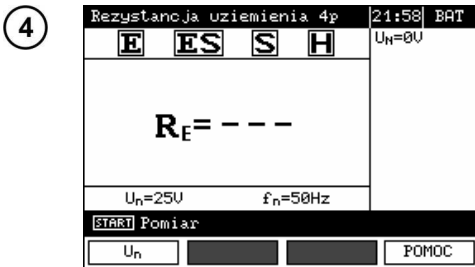 4
Rezystancja uziemienia 4p 21:58 BAT
E ES S H
U_N=0V
R_E= - - -
U_n=25V f_n=50Hz
START Pomiar
U_n POMOC